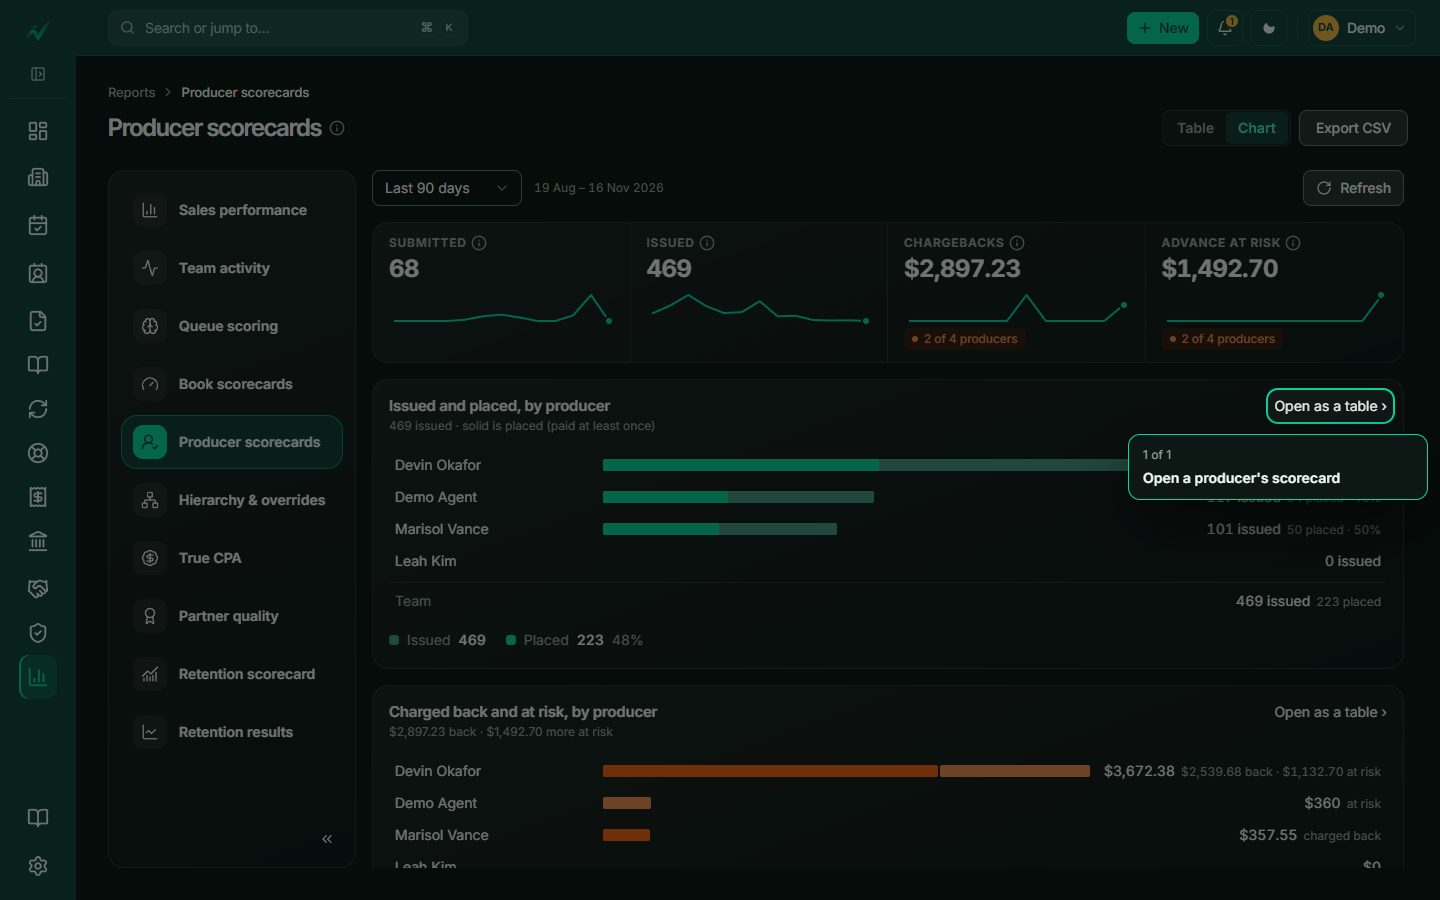 Search or jump to...
⌘ K
New
1
DA
Demo
Reports
Producer scorecards
Producer scorecards
Table
Chart
Export CSV
Sales performance
Team activity
Queue scoring
Book scorecards
Producer scorecards
Hierarchy & overrides
True CPA
Partner quality
Retention scorecard
Retention results
Last 90 days
19 Aug – 16 Nov 2026
Refresh
SUBMITTED
68
ISSUED
469
CHARGEBACKS
$2,897.23
2 of 4 producers
ADVANCE AT RISK
$1,492.70
2 of 4 producers
Issued and placed, by producer
469 issued · solid is placed (paid at least once)
Open as a table ›
1 of 1
Open a producer's scorecard
Devin Okafor
Demo Agent
Marisol Vance
101 issued 50 placed · 50%
Leah Kim
0 issued
Team
469 issued 223 placed
Issued 469
Placed 223 48%
Charged back and at risk, by producer
$2,897.23 back · $1,492.70 more at risk
Open as a table ›
Devin Okafor
$3,672.38 $2,539.68 back · $1,132.70 at risk
Demo Agent
$360 at risk
Marisol Vance
$357.55 charged back
Leah Kim
$0